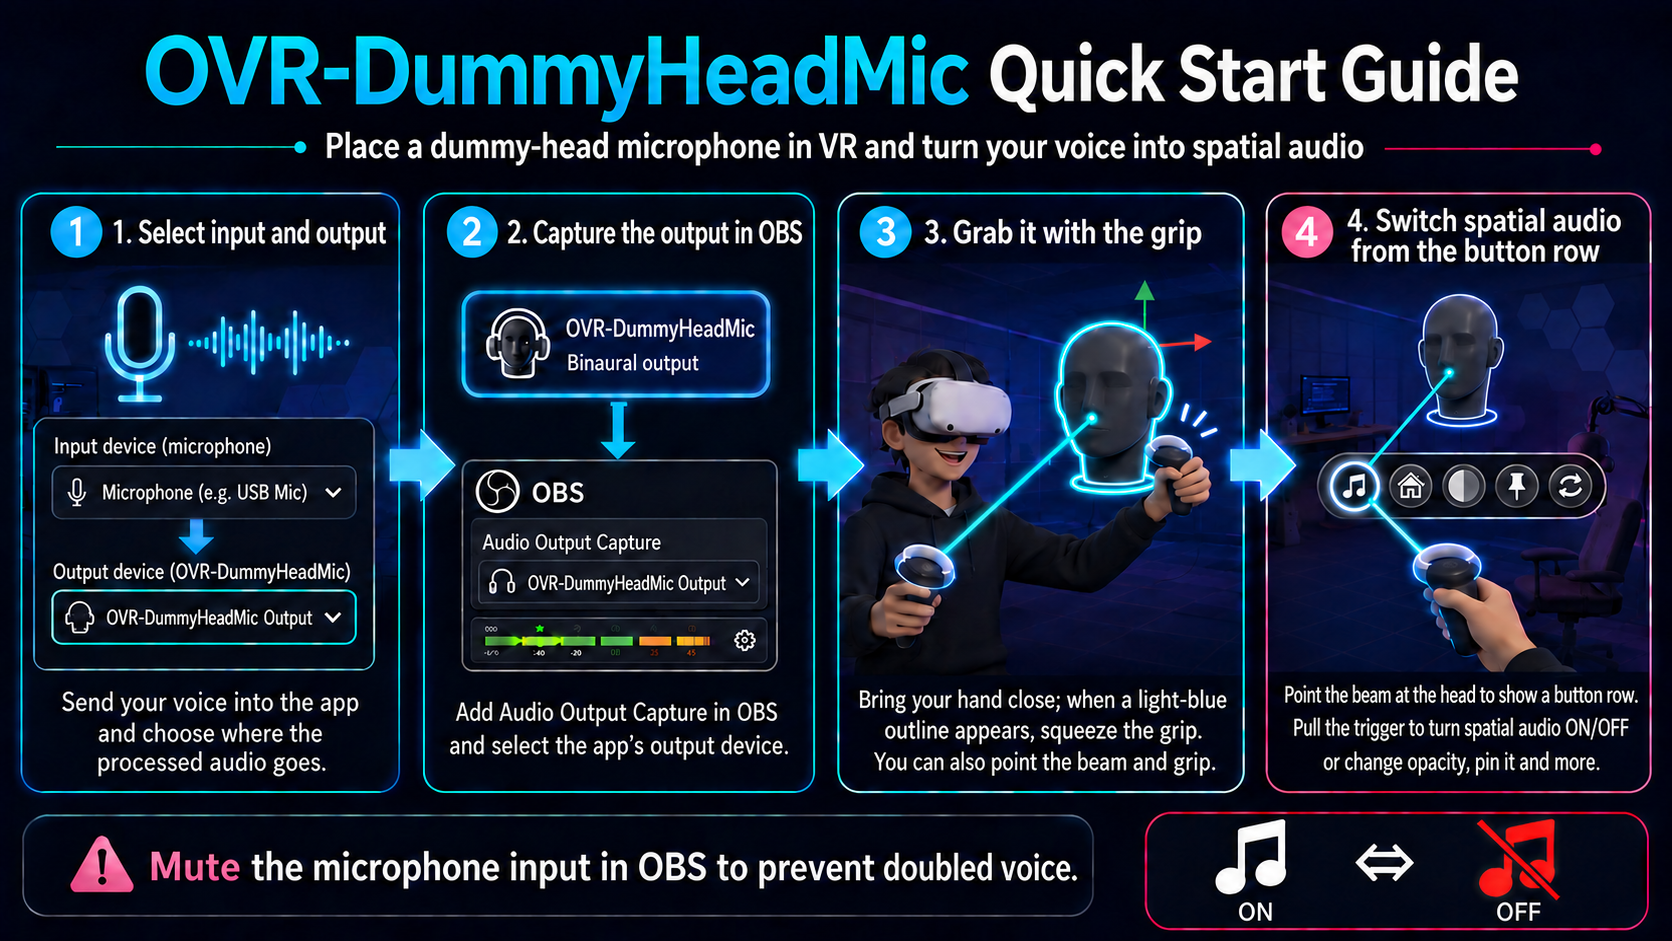 OVR-DummyHeadMic Quick Start Guide
Place a dummy-head microphone in VR and turn your voice into spatial audio
1 1. Select input and output
Input device (microphone)
Microphone (e.g. USB Mic)
Output device (OVR-DummyHeadMic)
OVR-DummyHeadMic Output
Send your voice into the app
and choose where the
processed audio goes.
2 2. Capture the output in OBS
OVR-DummyHeadMic
Binaural output
OBS
Audio Output Capture
OVR-DummyHeadMic Output
-20
Add Audio Output Capture in OBS
and select the app's output device.
3 3. Grab it with the grip
Bring your hand close; when a light-blue
outline appears, squeeze the grip.
You can also point the beam and grip.
4 4. Switch spatial audio
from the button row
Point the beam at the head to show a button row.
Pull the trigger to turn spatial audio ON/OFF
or change opacity, pin it and more.
Mute the microphone input in OBS to prevent doubled voice.
ON
OFF